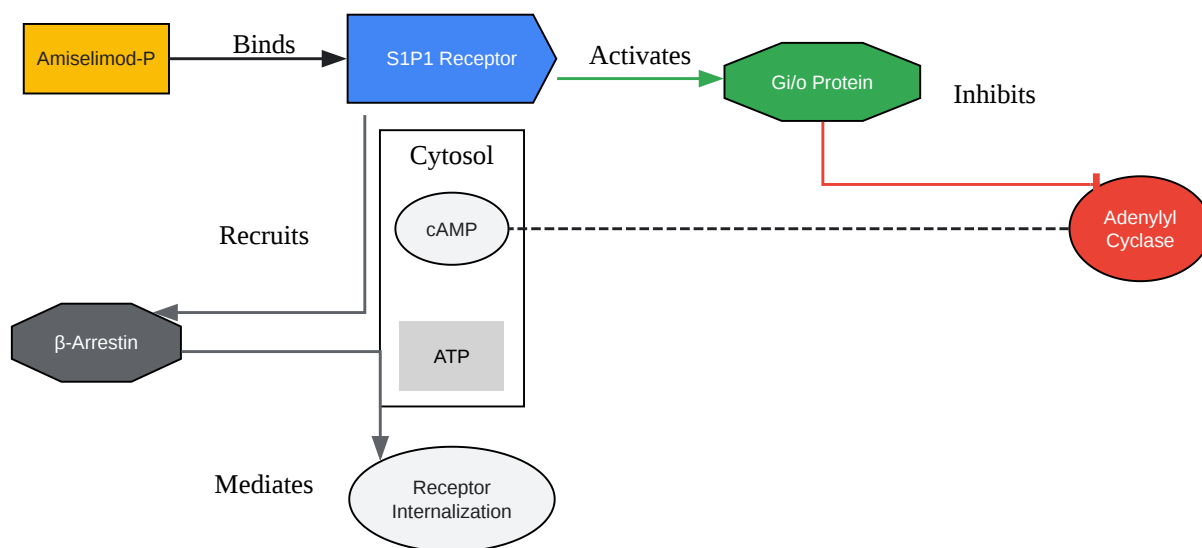 Amiselimod-P
Binds
S1P1 Receptor
Activates
Gi/o Protein
Inhibits
Cytosol
cAMP
Adenylyl
Cyclase
Recruits
β-Arrestin
ATP
Mediates
Receptor
Internalization